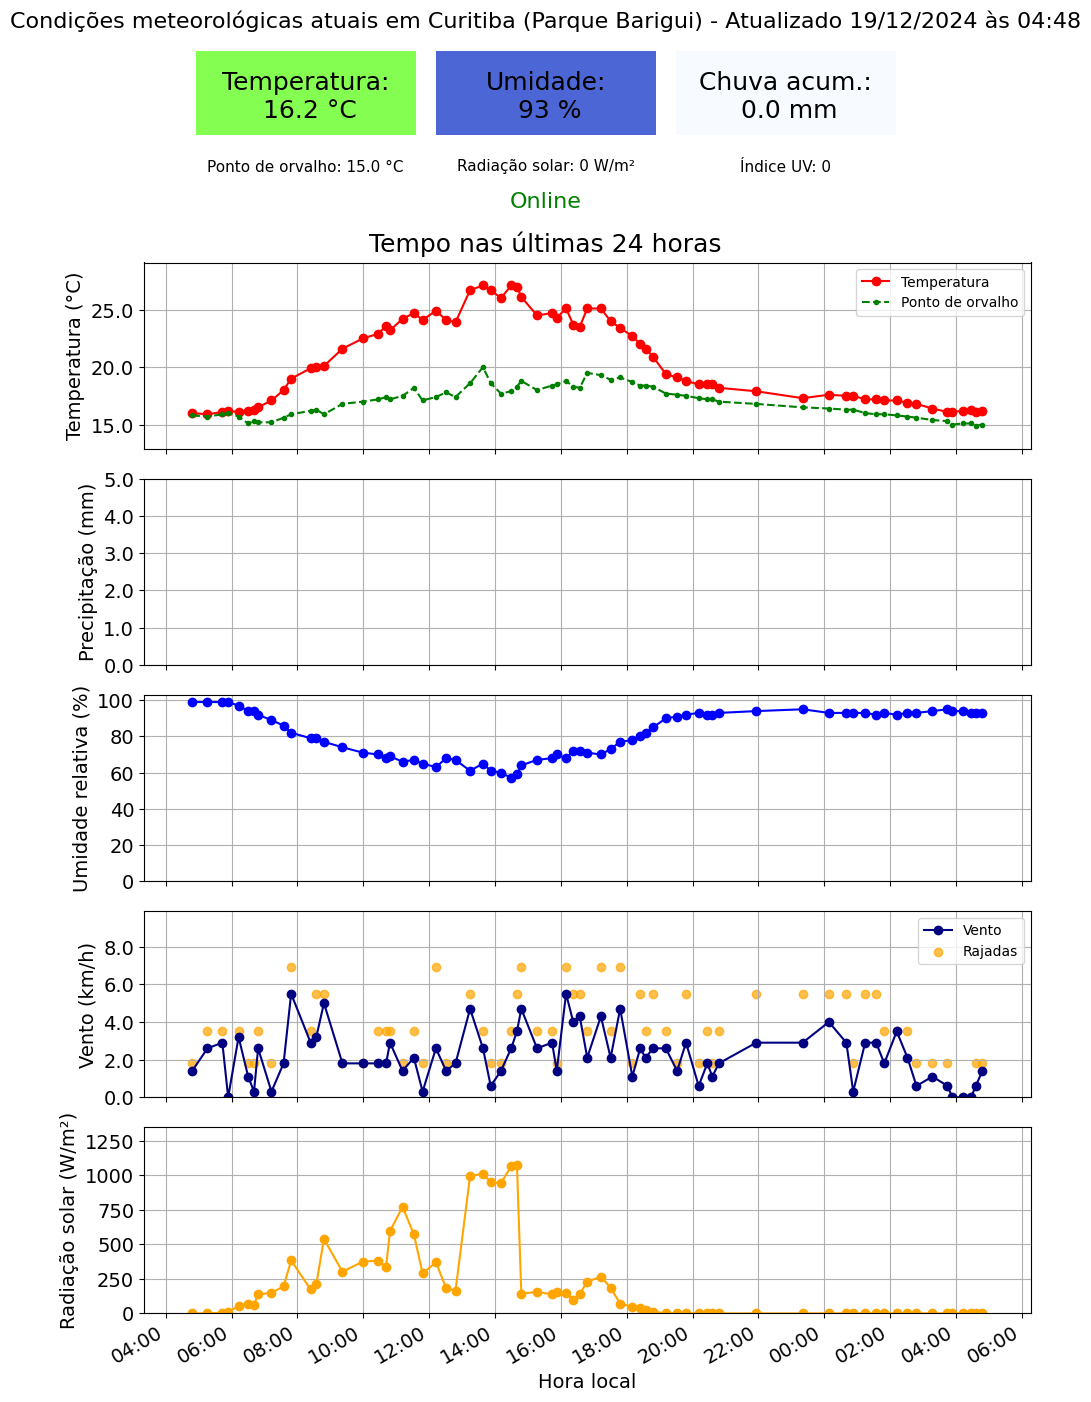 Condições meteorológicas atuais em Curitiba (Parque Barigui) - Atualizado 19/12/2024 às 04:48
Temperatura:
16.2 °C
Umidade:
93 %
Chuva acum.:
0.0 mm
Ponto de orvalho: 15.0 °C
Radiação solar: 0 W/m²
Índice UV: 0
Online
Tempo nas últimas 24 horas
Temperatura (°C)
25.0
20.0
15.0
Temperatura
Ponto de orvalho
Precipitação (mm)
5.0
4.0
3.0
2.0
1.0
0.0
Umidade relativa (%)
100
80
60
40
20
0
Vento (km/h)
8.0
6.0
4.0
2.0
0.0
Vento
Rajadas
Radiação solar (W/m²)
1250
1000
750
500
250
0
04:00
06:00
08:00
10:00
12:00
14:00
16:00
18:00
20:00
22:00
00:00
02:00
04:00
06:00
Hora local